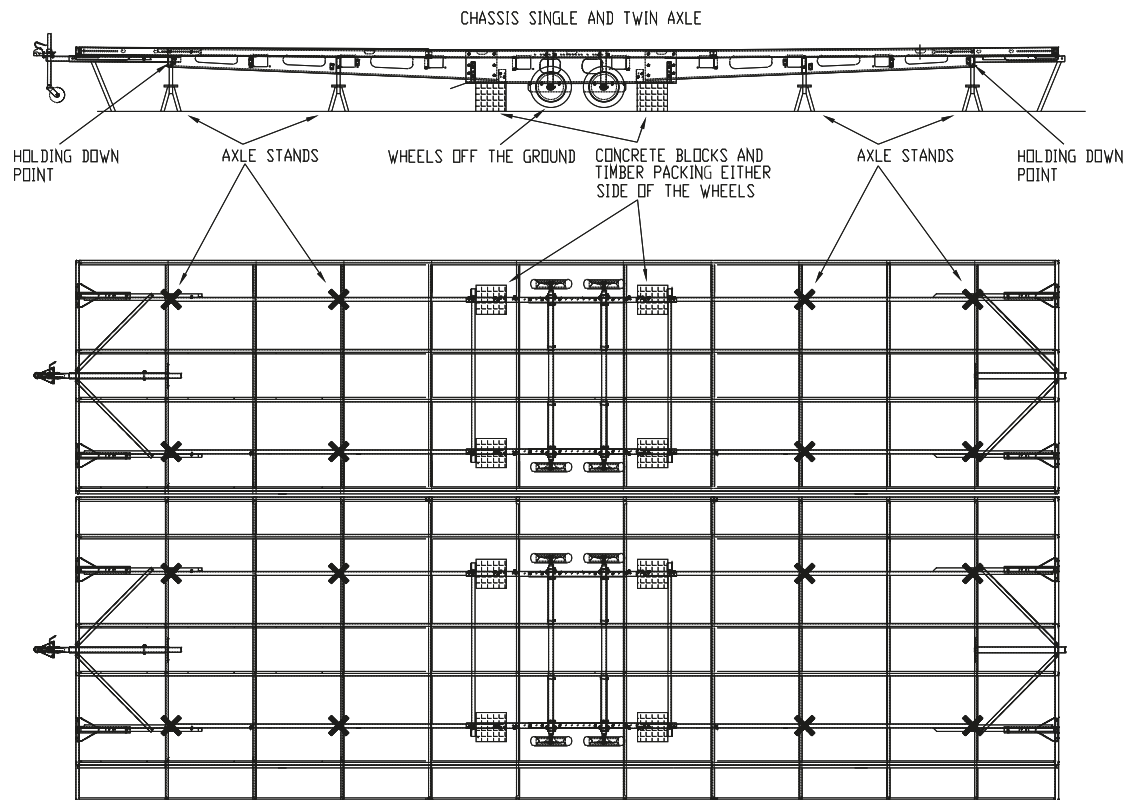 CHASSIS SINGLE AND TWIN AXLE
HOLDING DOWN
POINT
AXLE STANDS
WHEELS OFF THE GROUND
CONCRETE BLOCKS AND
TIMBER PACKING EITHER
SIDE OF THE WHEELS
AXLE STANDS
HOLDING DOWN
POINT